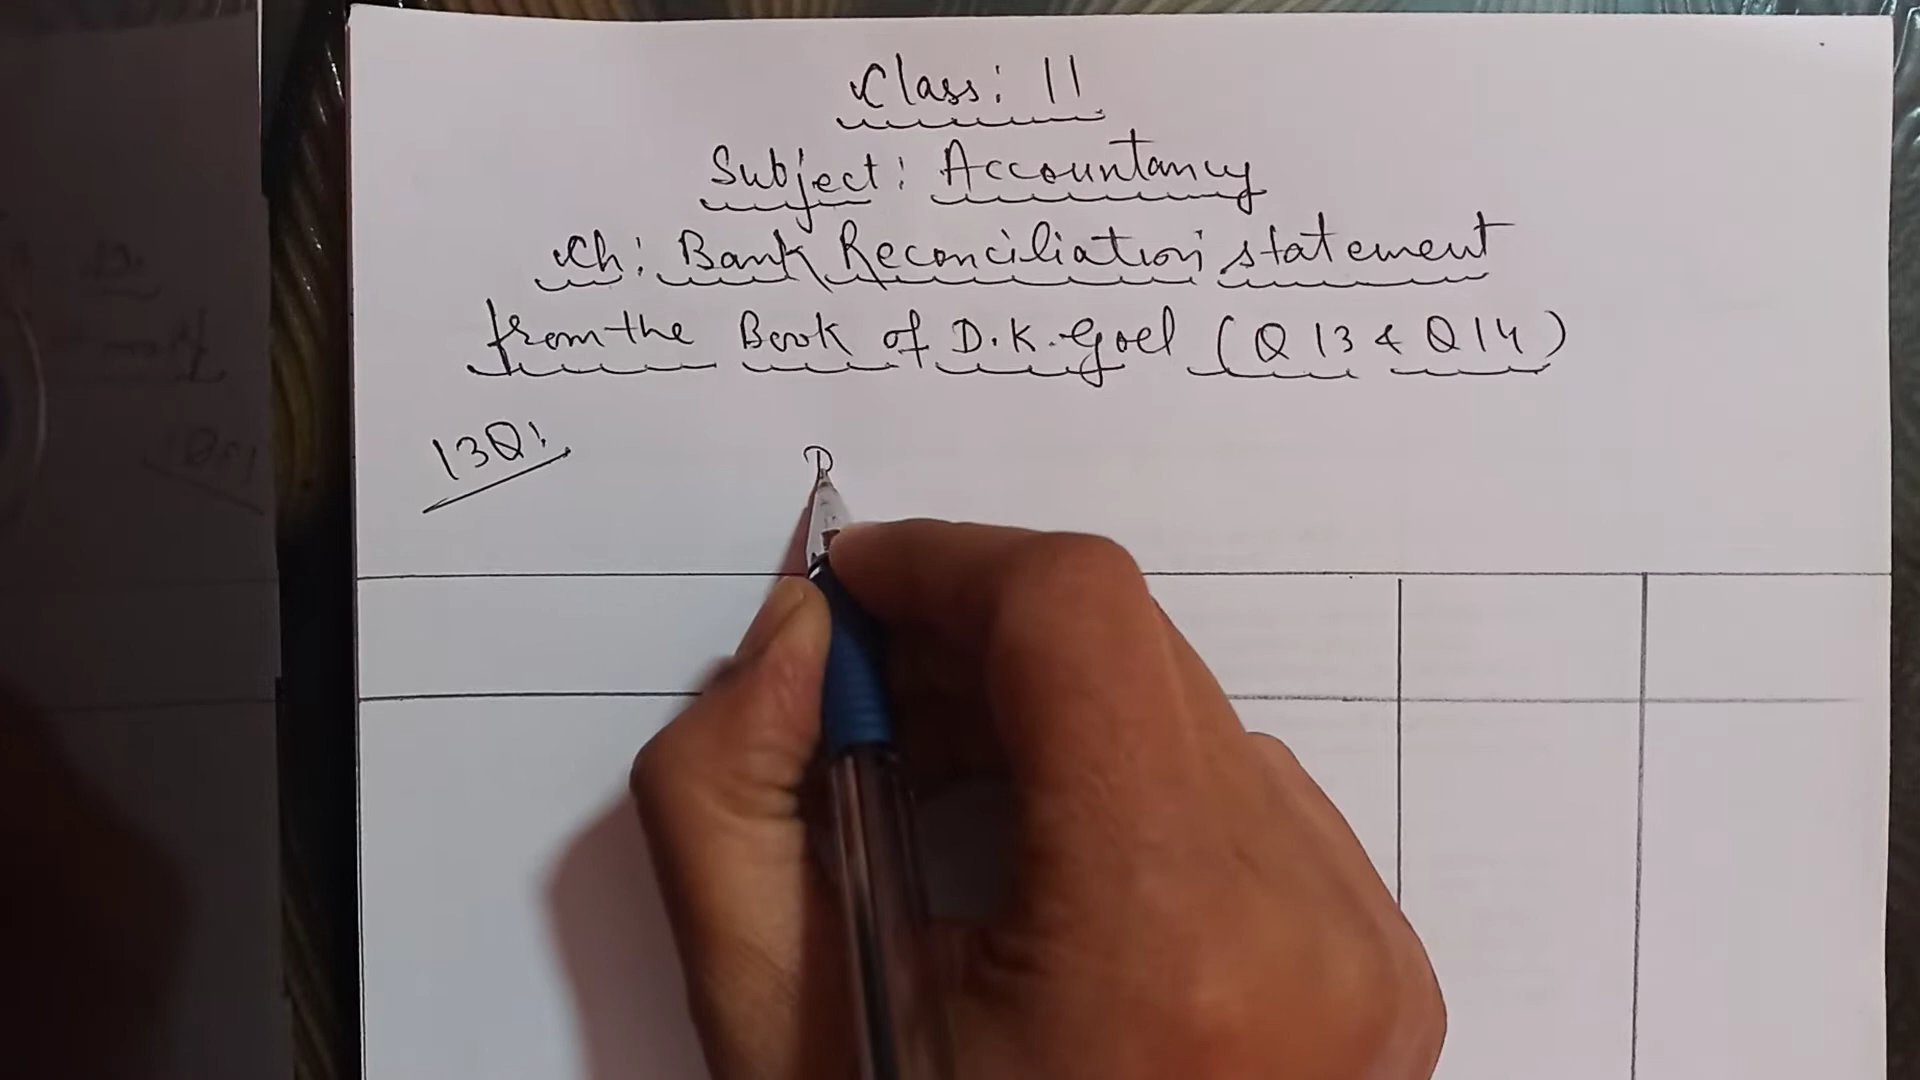 Class: 11
Subject: Accountancy
Ch: Bank Reconciliation statement
from the Book of D.K. Goel (Q 13 & Q 14)
13Q: